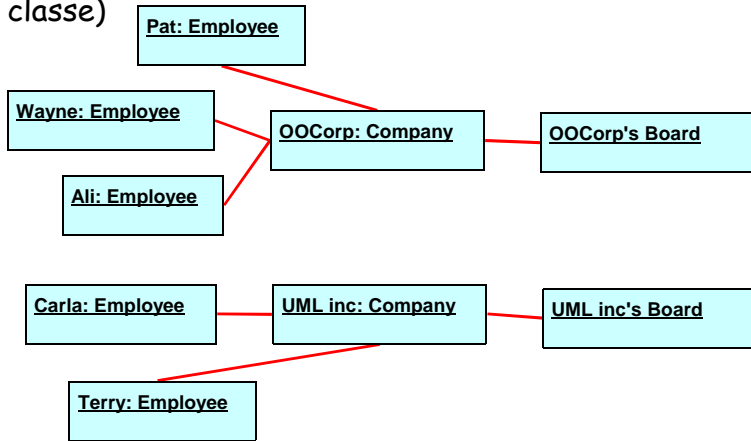 classe)
Pat: Employee
Wayne: Employee
OOCorp: Company
OOCorp's Board
Ali: Employee
Carla: Employee
UML inc: Company
UML inc's Board
Terry: Employee